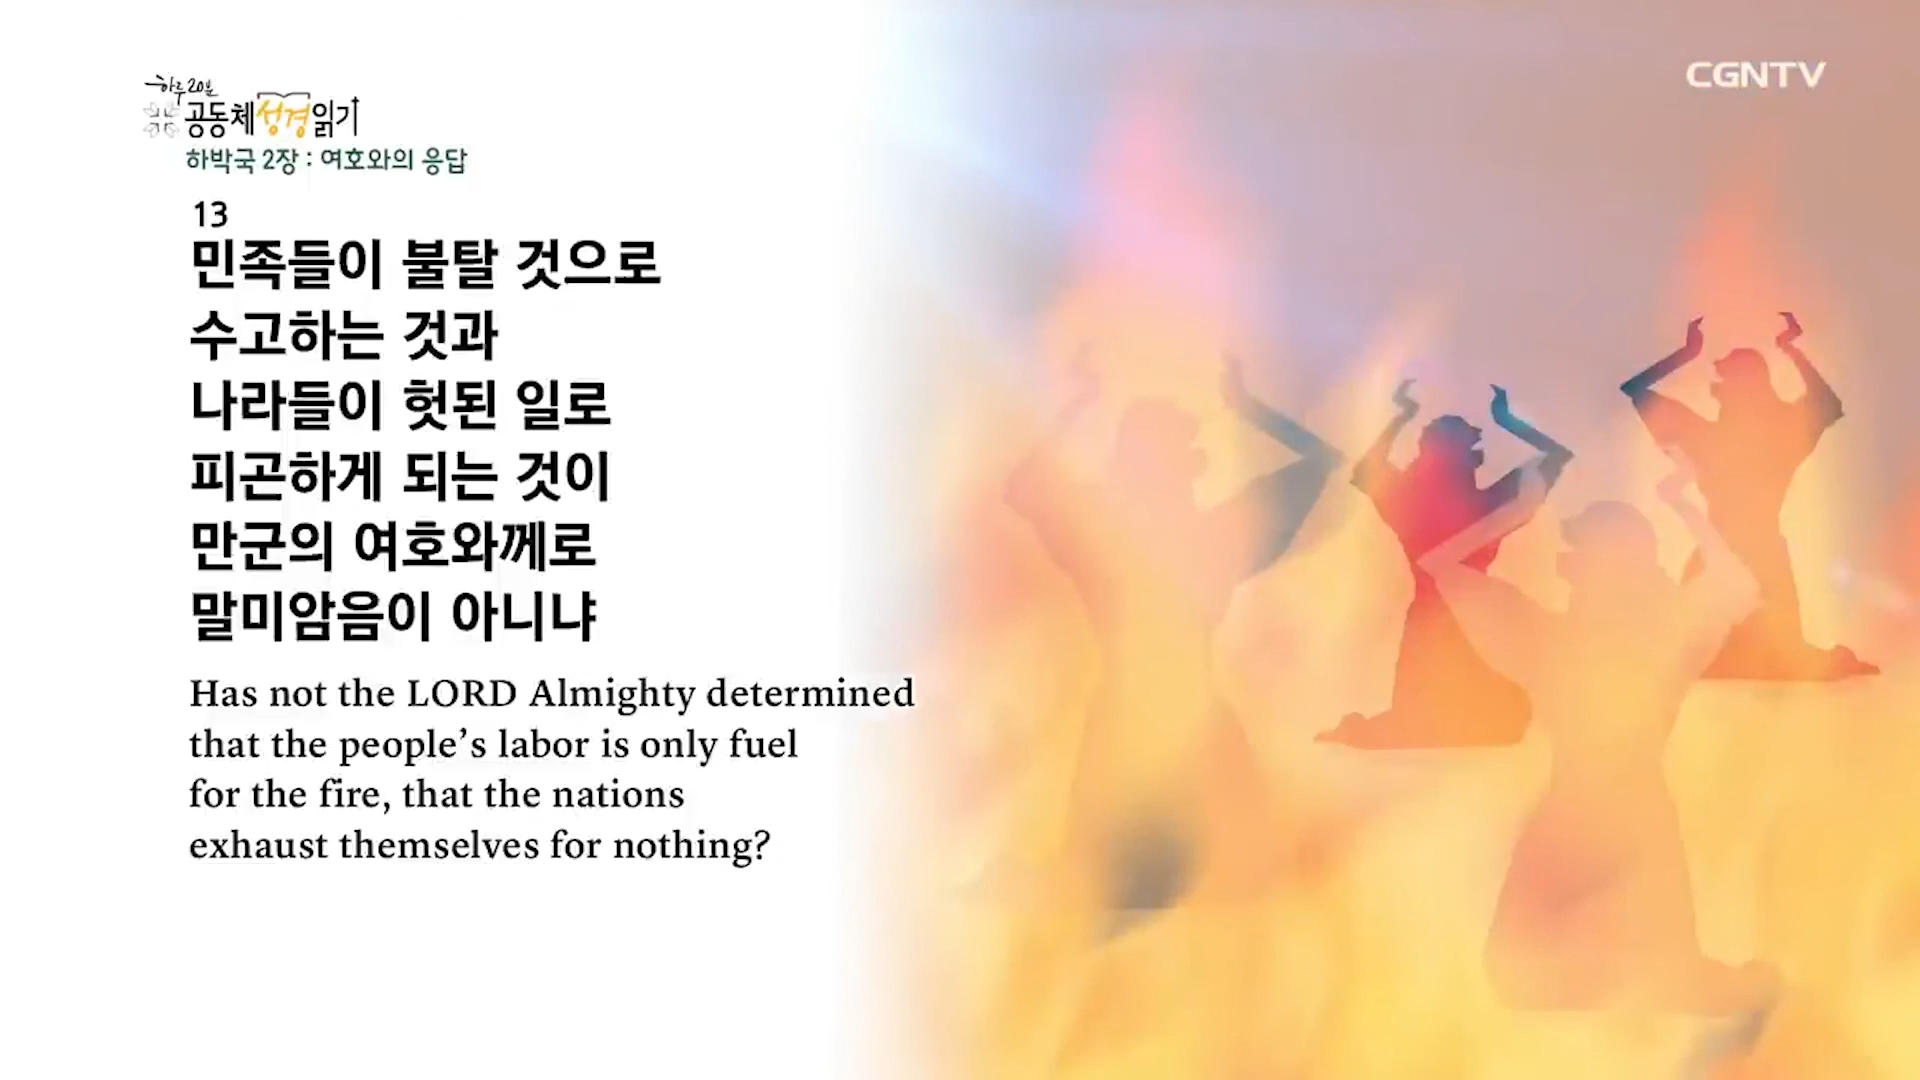 하루 20분
공동체성경읽기
CGNTV
하박국 2장 : 여호와의 응답
13
민족들이 불탈 것으로
수고하는 것과
나라들이 헛된 일로
피곤하게 되는 것이
만군의 여호와께로
말미암음이 아니냐
Has not the LORD Almighty determined
that the people’s labor is only fuel
for the fire, that the nations
exhaust themselves for nothing?